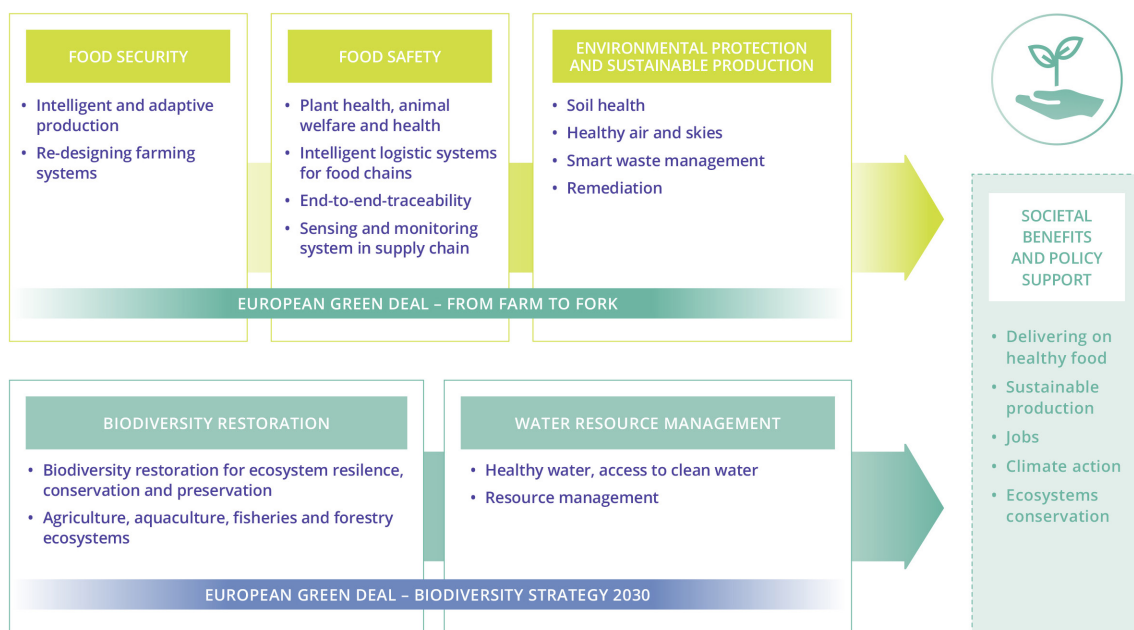 FOOD SECURITY
• Intelligent and adaptive
production
• Re-designing farming
systems
FOOD SAFETY
• Plant health, animal
welfare and health
• Intelligent logistic systems
for food chains
• End-to-end-traceability
• Sensing and monitoring
system in supply chain
ENVIRONMENTAL PROTECTION
AND SUSTAINABLE PRODUCTION
• Soil health
• Healthy air and skies
• Smart waste management
• Remediation
EUROPEAN GREEN DEAL – FROM FARM TO FORK
BIODIVERSITY RESTORATION
• Biodiversity restoration for ecosystem resilence,
conservation and preservation
• Agriculture, aquaculture, fisheries and forestry
ecosystems
WATER RESOURCE MANAGEMENT
• Healthy water, access to clean water
• Resource management
EUROPEAN GREEN DEAL – BIODIVERSITY STRATEGY 2030
SOCIETAL
BENEFITS
AND POLICY
SUPPORT
• Delivering on
healthy food
• Sustainable
production
• Jobs
• Climate action
• Ecosystems
conservation